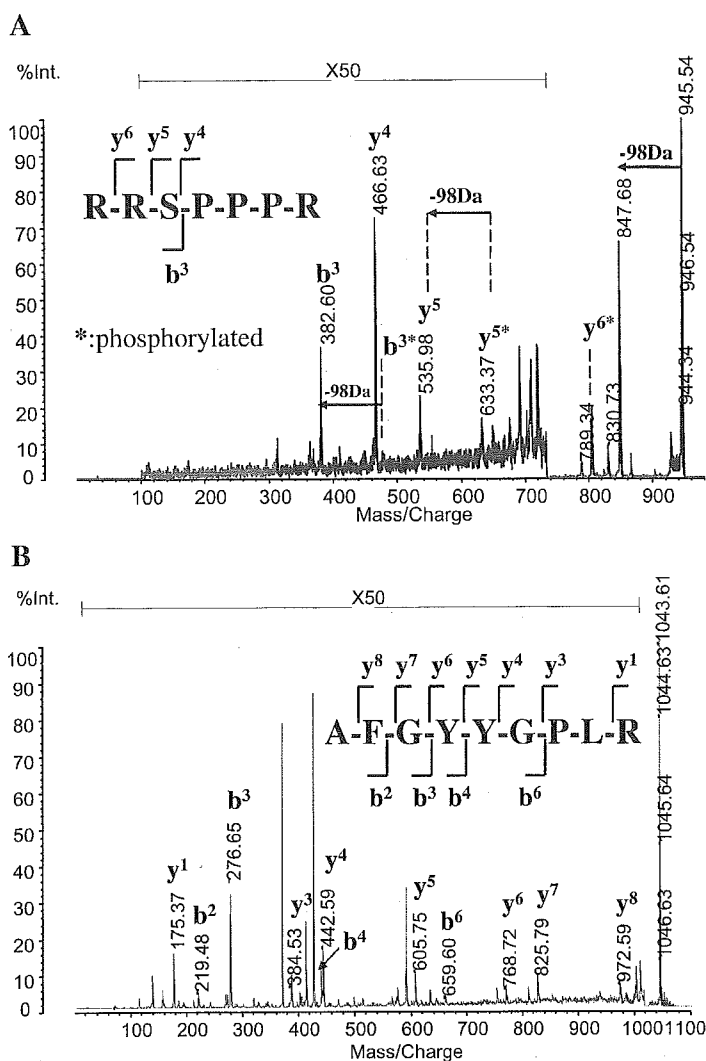 A
%Int.
X50
945.54
-98Da
847.68
946.54
944.34
y6 y5 y4
R-R-S-P-P-P-R
b3
*:phosphorylated
y4
466.63
b3
382.60
-98Da
b3*
-98Da
y5
535.98
y5*
633.37
y6*
789.34
830.73
100
90
80
70
60
50
40
30
20
10
0
100 200 300 400 500 600 700 800 900
Mass/Charge
B
%Int.
X50
1043.61
1044.63
1045.64
1046.63
y8 y7 y6 y5 y4 y3 y1
A-F-G-Y-Y-G-P-L-R
b2 b3 b4 b6
y1
175.37
b2
219.48
b3
276.65
y3
384.53
y4
442.59
b4
y5
605.75
b6
659.60
y6
768.72
y7
825.79
y8
972.59
100
90
80
70
60
50
40
30
20
10
0
100 200 300 400 500 600 700 800 900 1000 1100
Mass/Charge